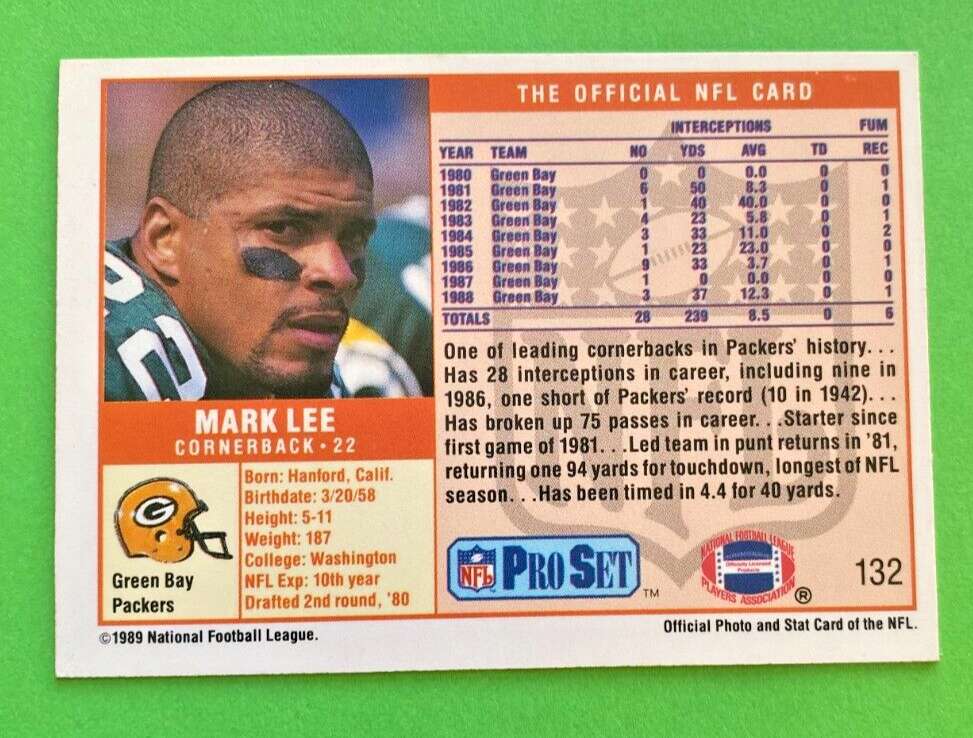 THE OFFICIAL NFL CARD
INTERCEPTIONS FUM
YEAR TEAM NO YDS AVG TD REC
1980 Green Bay 0 0 0.0 0 0
1981 Green Bay 6 50 8.3 0 1
1982 Green Bay 1 40 40.0 0 0
1983 Green Bay 4 23 5.8 0 1
1984 Green Bay 3 33 11.0 0 2
1985 Green Bay 1 23 23.0 0 0
1986 Green Bay 9 33 3.7 0 1
1987 Green Bay 1 0 0.0 0 0
1988 Green Bay 3 37 12.3 0 1
TOTALS 28 239 8.5 0 6
One of leading cornerbacks in Packers' history...
Has 28 interceptions in career, including nine in
1986, one short of Packers' record (10 in 1942)...
Has broken up 75 passes in career...Starter since
first game of 1981...Led team in punt returns in '81,
returning one 94 yards for touchdown, longest of NFL
season...Has been timed in 4.4 for 40 yards.
22
MARK LEE
CORNERBACK • 22
G
Green Bay
Packers
Born: Hanford, Calif.
Birthdate: 3/20/58
Height: 5-11
Weight: 187
College: Washington
NFL Exp: 10th year
Drafted 2nd round, '80
NFL PRO SET ™
NATIONAL FOOTBALL LEAGUE
Officially Licensed
Products
PLAYERS ASSOCIATION ®
132
©1989 National Football League.
Official Photo and Stat Card of the NFL.